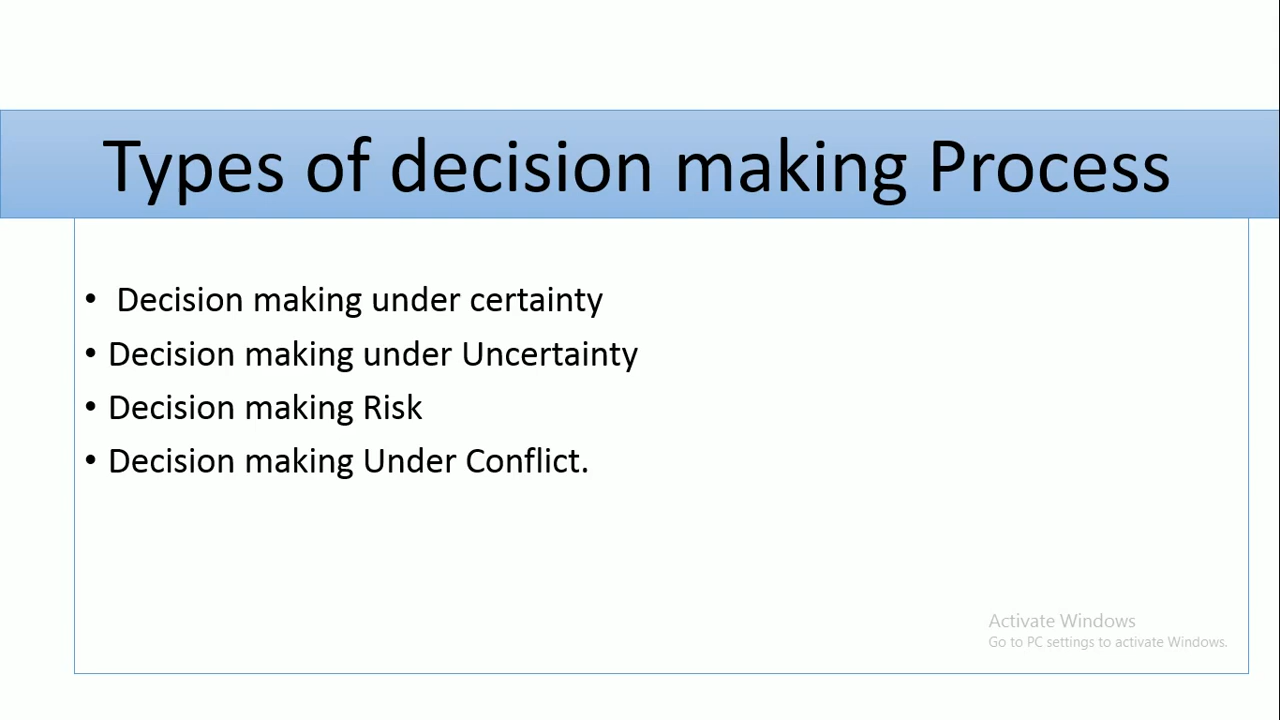 Types of decision making Process
• Decision making under certainty
• Decision making under Uncertainty
• Decision making Risk
• Decision making Under Conflict.
Activate Windows
Go to PC settings to activate Windows.